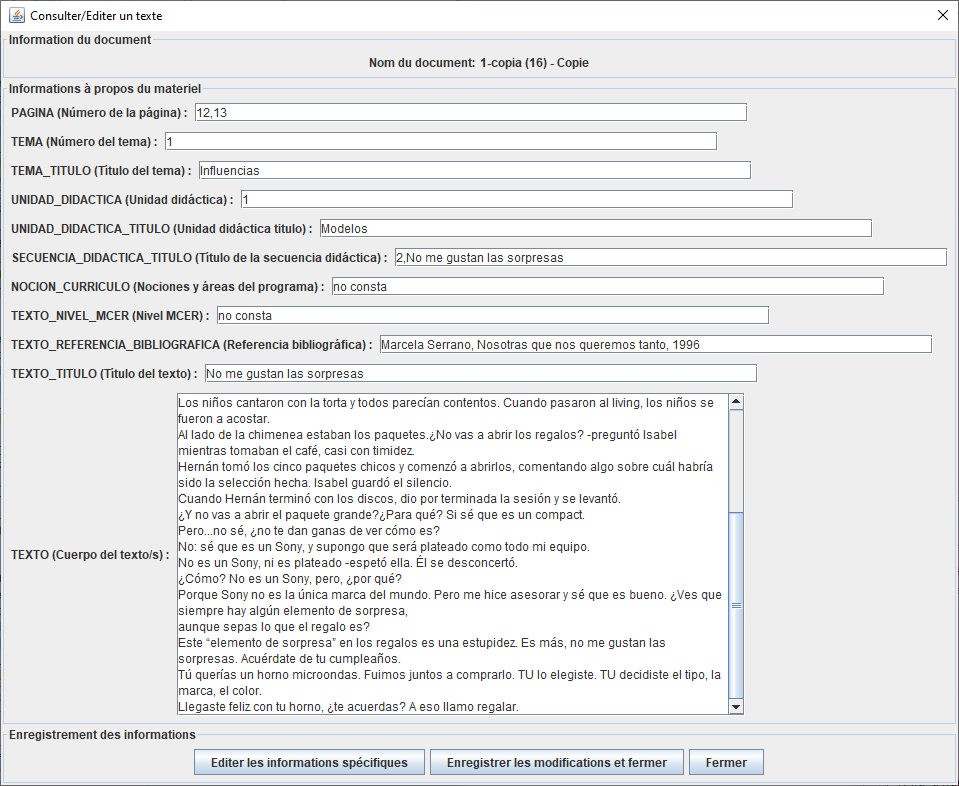 Consulter/Editer un texte
Information du document
Nom du document: 1-copia (16) - Copie
Informations à propos du materiel
PAGINA (Número de la página) : 12,13
TEMA (Número del tema) : 1
TEMA_TITULO (Título del tema) : Influencias
UNIDAD_DIDACTICA (Unidad didáctica) : 1
UNIDAD_DIDACTICA_TITULO (Unidad didáctica título) : Modelos
SECUENCIA_DIDACTICA_TITULO (Título de la secuencia didáctica) : 2,No me gustan las sorpresas
NOCION_CURRICULO (Nociones y áreas del programa) : no consta
TEXTO_NIVEL_MCER (Nivel MCER) : no consta
TEXTO_REFERENCIA_BIBLIOGRAFICA (Referencia bibliográfica) : Marcela Serrano, Nosotras que nos queremos tanto, 1996
TEXTO_TITULO (Título del texto) : No me gustan las sorpresas
TEXTO (Cuerpo del texto/s) :
Los niños cantaron con la torta y todos parecían contentos. Cuando pasaron al living, los niños se
fueron a acostar.
Al lado de la chimenea estaban los paquetes.¿No vas a abrir los regalos? -preguntó Isabel
mientras tomaban el café, casi con timidez.
Hernán tomó los cinco paquetes chicos y comenzó a abrirlos, comentando algo sobre cuál habría
sido la selección hecha. Isabel guardó el silencio.
Cuando Hernán terminó con los discos, dio por terminada la sesión y se levantó.
¿Y no vas a abrir el paquete grande?¿Para qué? Si sé que es un compact.
Pero...no sé, ¿no te dan ganas de ver cómo es?
No: sé que es un Sony, y supongo que será plateado como todo mi equipo.
No es un Sony, ni es plateado -espetó ella. Él se desconcertó.
¿Cómo? No es un Sony, pero, ¿por qué?
Porque Sony no es la única marca del mundo. Pero me hice asesorar y sé que es bueno. ¿Ves que
siempre hay algún elemento de sorpresa,
aunque sepas lo que el regalo es?
Este “elemento de sorpresa” en los regalos es una estupidez. Es más, no me gustan las
sorpresas. Acuérdate de tu cumpleaños.
Tú querías un horno microondas. Fuimos juntos a comprarlo. TU lo elegiste. TU decidiste el tipo, la
marca, el color.
Llegaste feliz con tu horno, ¿te acuerdas? A eso llamo regalar.
Enregistrement des informations
Editer les informations spécifiques
Enregistrer les modifications et fermer
Fermer